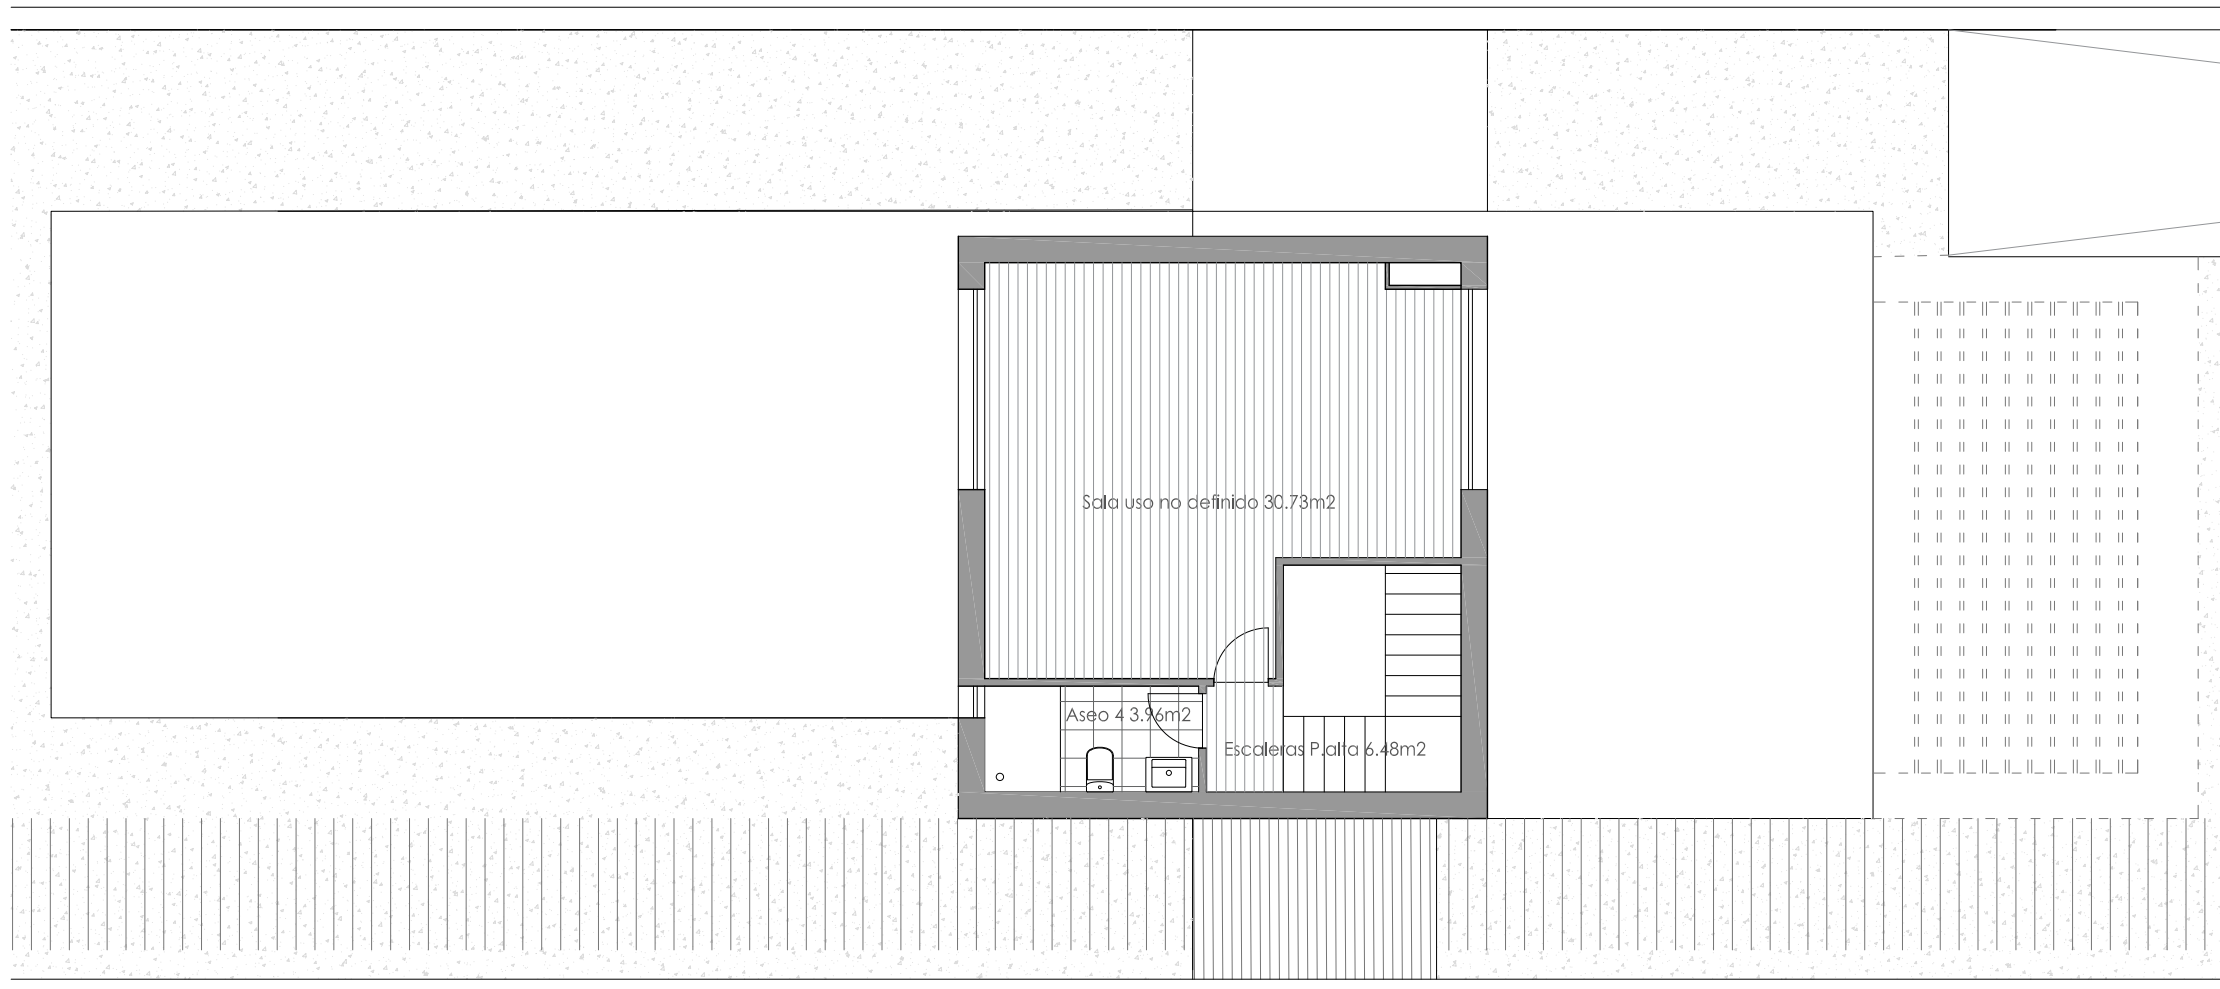 Sala uso no definido 30.73m2
Aseo 4 3.96m2
Escaleras P.alta 6.48m2